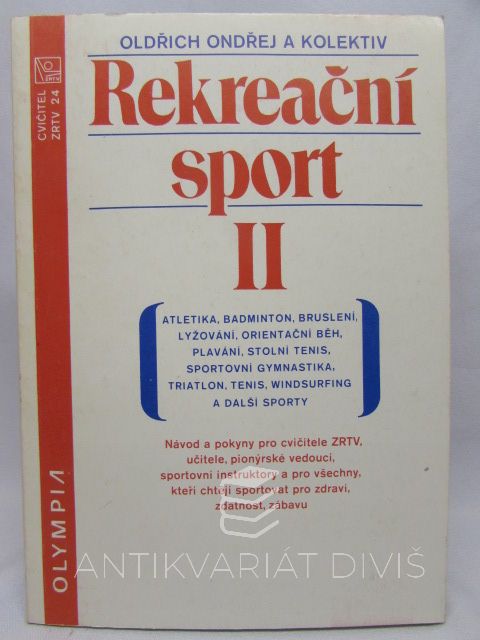 OLDŘICH ONDŘEJ A KOLEKTIV
Rekreační
sport
II
ATLETIKA, BADMINTON, BRUSLENÍ,
LYŽOVÁNÍ, ORIENTAČNÍ BĚH,
PLAVÁNÍ, STOLNÍ TENIS,
SPORTOVNÍ GYMNASTIKA,
TRIATLON, TENIS, WINDSURFING
A DALŠÍ SPORTY
Návod a pokyny pro cvičitele ZRTV,
učitele, pionýrské vedoucí,
sportovní instruktory a pro všechny,
kteří chtějí sportovat pro zdraví,
zdatnost, zábavu
CVIČITEL
ZRTV 24
ZRTV
OLYMPIA
ANTIKVARIÁT DIVIŠ